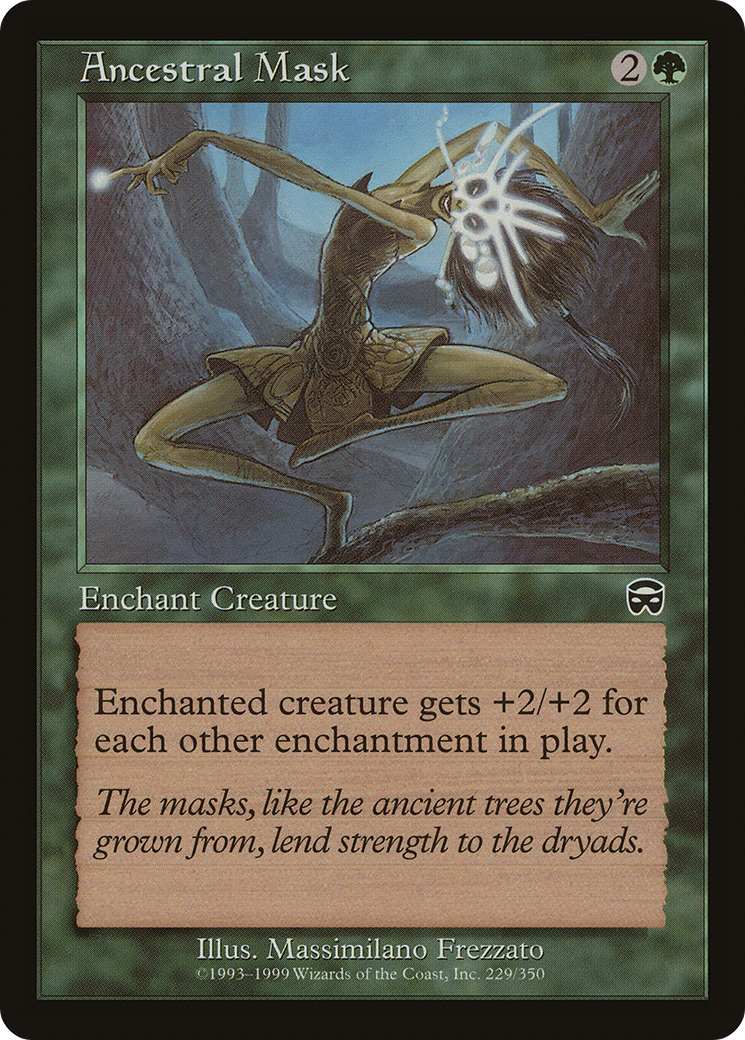 Ancestral Mask 2
Enchant Creature
Enchanted creature gets +2/+2 for
each other enchantment in play.
The masks, like the ancient trees they're
grown from, lend strength to the dryads.
Illus. Massimilano Frezzato
©1993–1999 Wizards of the Coast, Inc. 229/350